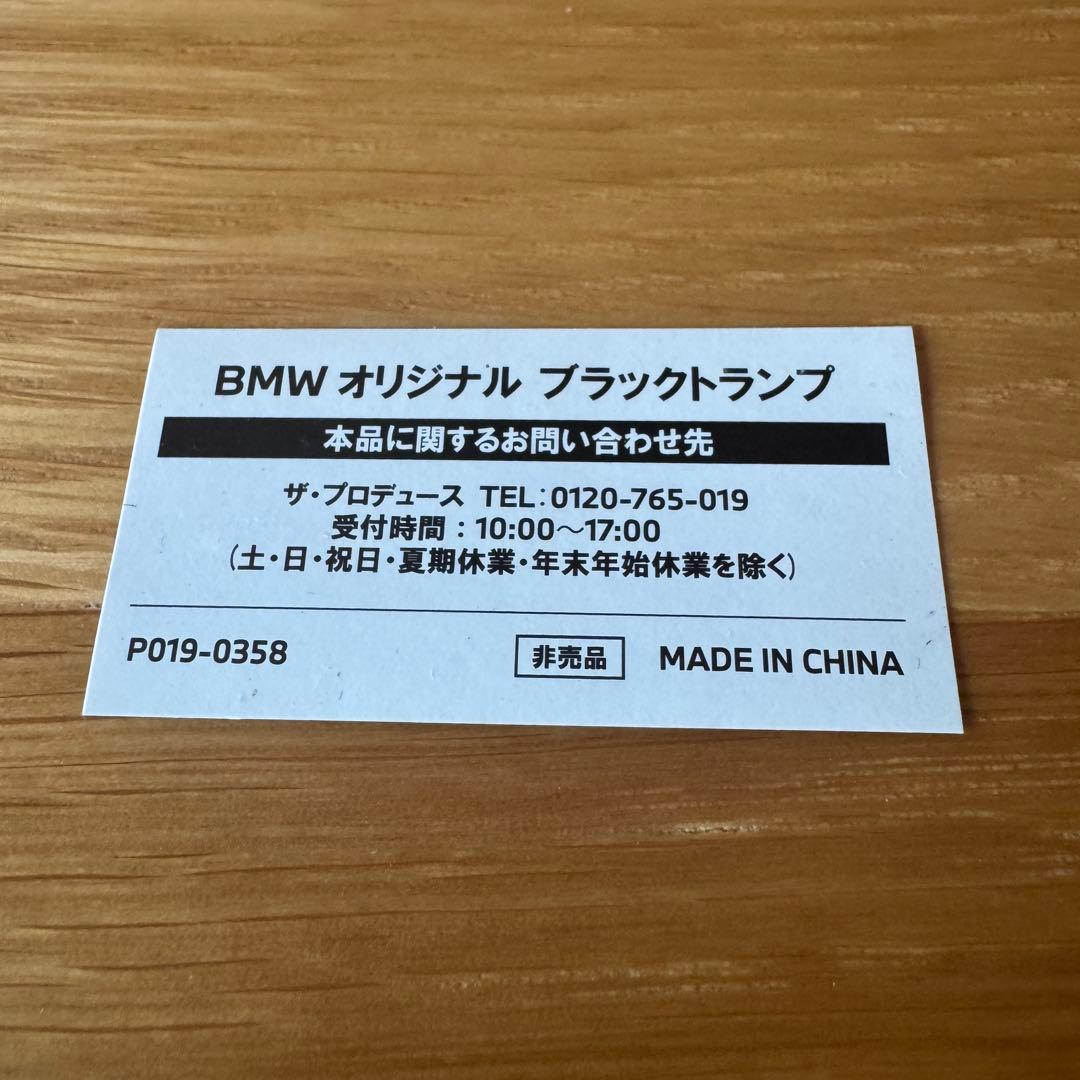 BMW オリジナル ブラックトランプ
本品に関するお問い合わせ先
ザ・プロデュース TEL:0120-765-019
受付時間 : 10:00～17:00
(土・日・祝日・夏期休業・年末年始休業を除く)
P019-0358 非売品 MADE IN CHINA